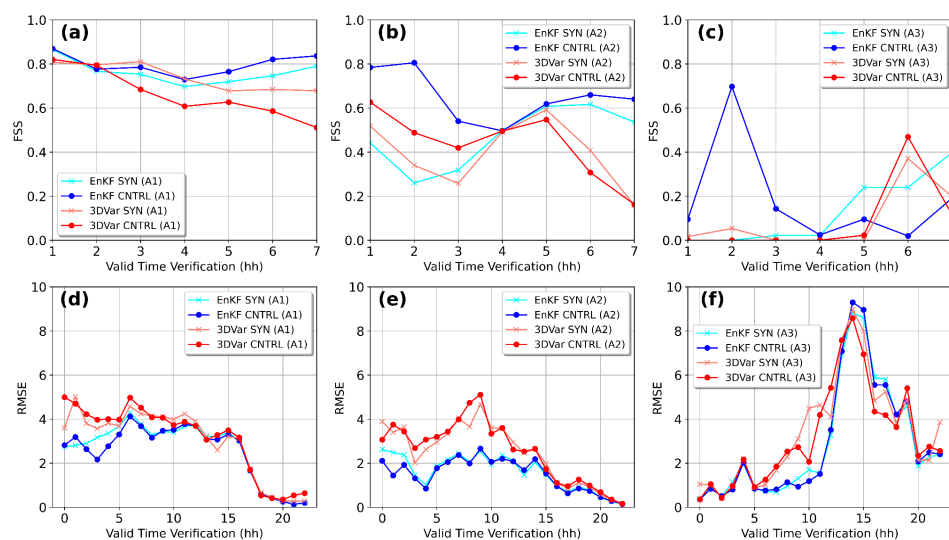 (a)
1.0
0.8
0.6
0.4
0.2
0.0
FSS
EnKF SYN (A1)
EnKF CNTRL (A1)
3DVar SYN (A1)
3DVar CNTRL (A1)
1 2 3 4 5 6 7
Valid Time Verification (hh)
(b)
1.0
0.8
0.6
0.4
0.2
0.0
FSS
EnKF SYN (A2)
EnKF CNTRL (A2)
3DVar SYN (A2)
3DVar CNTRL (A2)
1 2 3 4 5 6 7
Valid Time Verification (hh)
(c)
1.0
0.8
0.6
0.4
0.2
0.0
FSS
EnKF SYN (A3)
EnKF CNTRL (A3)
3DVar SYN (A3)
3DVar CNTRL (A3)
1 2 3 4 5 6
Valid Time Verification (hh)
(d)
10
8
6
4
2
0
RMSE
EnKF SYN (A1)
EnKF CNTRL (A1)
3DVar SYN (A1)
3DVar CNTRL (A1)
0 5 10 15 20
Valid Time Verification (hh)
(e)
10
8
6
4
2
0
RMSE
EnKF SYN (A2)
EnKF CNTRL (A2)
3DVar SYN (A2)
3DVar CNTRL (A2)
0 5 10 15 20
Valid Time Verification (hh)
(f)
10
8
6
4
2
0
RMSE
EnKF SYN (A3)
EnKF CNTRL (A3)
3DVar SYN (A3)
3DVar CNTRL (A3)
0 5 10 15 20
Valid Time Verification (hh)